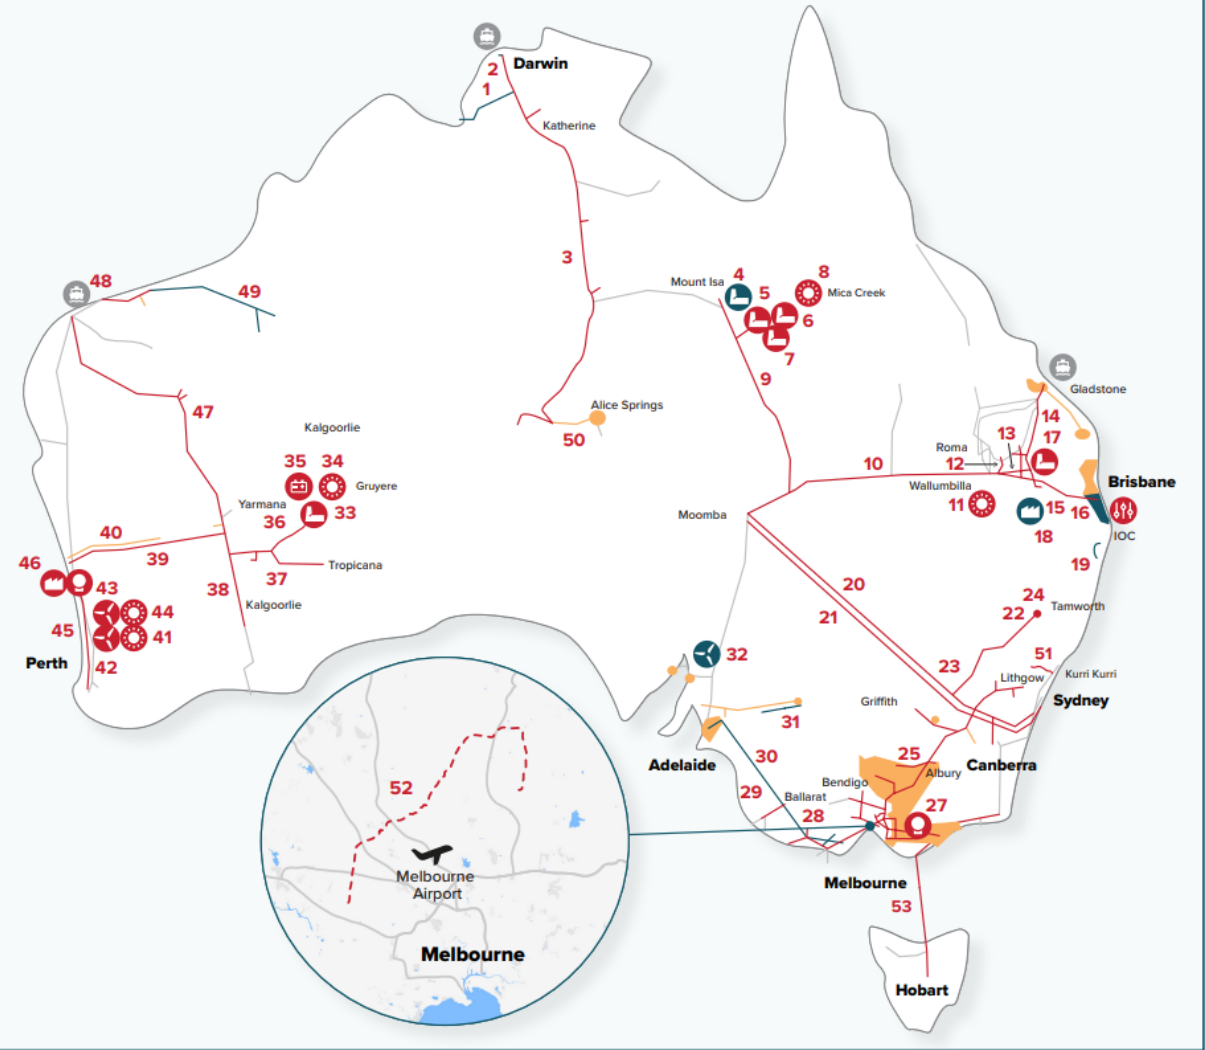 2
Darwin
1
Katherine
3
48
49
Mount Isa
4
5
8
Mica Creek
6
7
9
47
Kalgoorlie
Alice Springs
50
Gladstone
14
13
17
Roma
12
10
35
34
Gruyere
Yarmana
36
33
Wallumbilla
11
15
16
18
Brisbane
IOC
19
Moomba
40
39
46
43
37
Tropicana
38
Kalgoorlie
44
45
41
Perth
42
20
21
24
22
Tamworth
23
51
Kurri Kurri
Lithgow
Sydney
32
Griffith
31
30
Adelaide
25
Canberra
Albury
Bendigo
29
Ballarat
28
27
52
Melbourne
Airport
Melbourne
Melbourne
53
Hobart